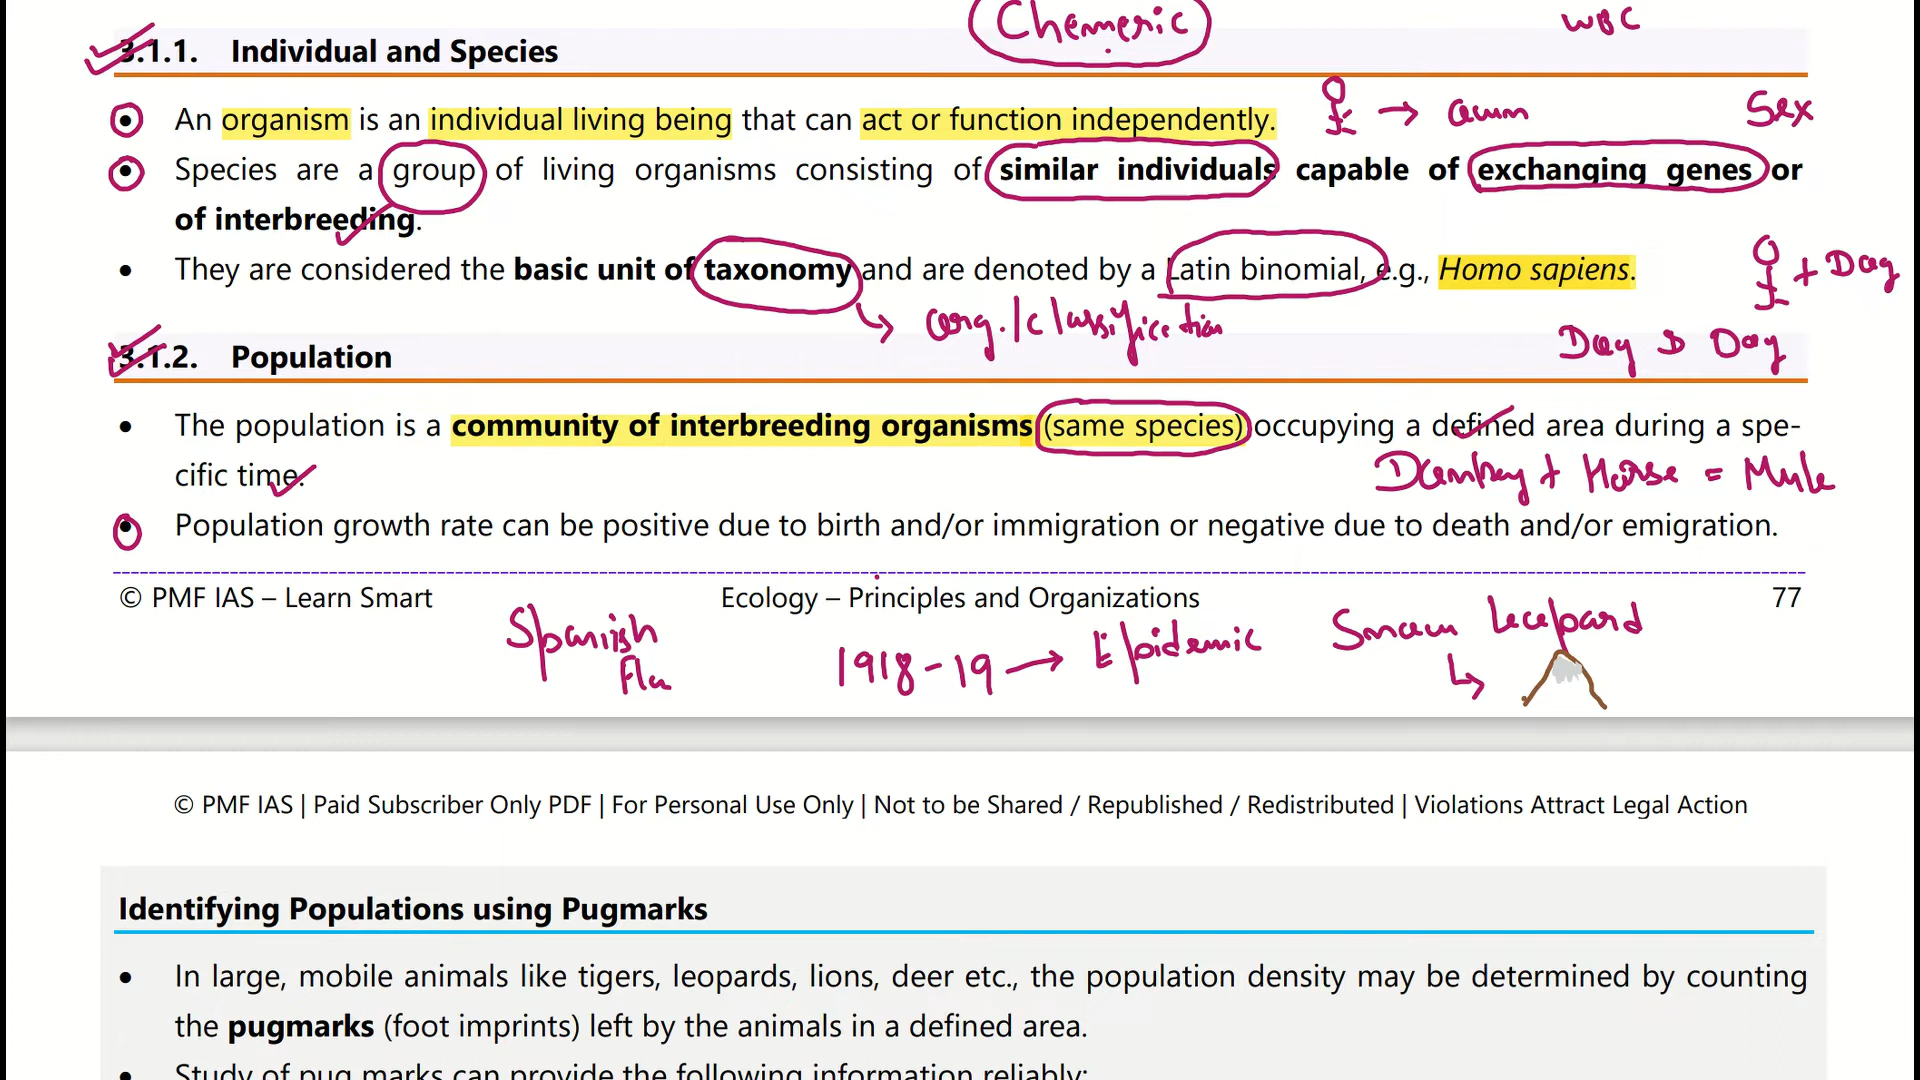 Chemeric
WBC
3.1.1. Individual and Species
• An organism is an individual living being that can act or function independently.
Sex
• Species are a group of living organisms consisting of similar individuals capable of exchanging genes or
of interbreeding.
• They are considered the basic unit of taxonomy and are denoted by a Latin binomial, e.g., Homo sapiens.
+ Dog
org./classification
3.1.2. Population
Dog & Dog
• The population is a community of interbreeding organisms (same species) occupying a defined area during a spe-
cific time.
Donkey + Horse = Mule
• Population growth rate can be positive due to birth and/or immigration or negative due to death and/or emigration.
© PMF IAS – Learn Smart Ecology – Principles and Organizations 77
Spanish Flu
1918-19 → Epidemic
Snow Leopard
© PMF IAS | Paid Subscriber Only PDF | For Personal Use Only | Not to be Shared / Republished / Redistributed | Violations Attract Legal Action
Identifying Populations using Pugmarks
• In large, mobile animals like tigers, leopards, lions, deer etc., the population density may be determined by counting
the pugmarks (foot imprints) left by the animals in a defined area.
• Study of pug marks can provide the following information reliably: